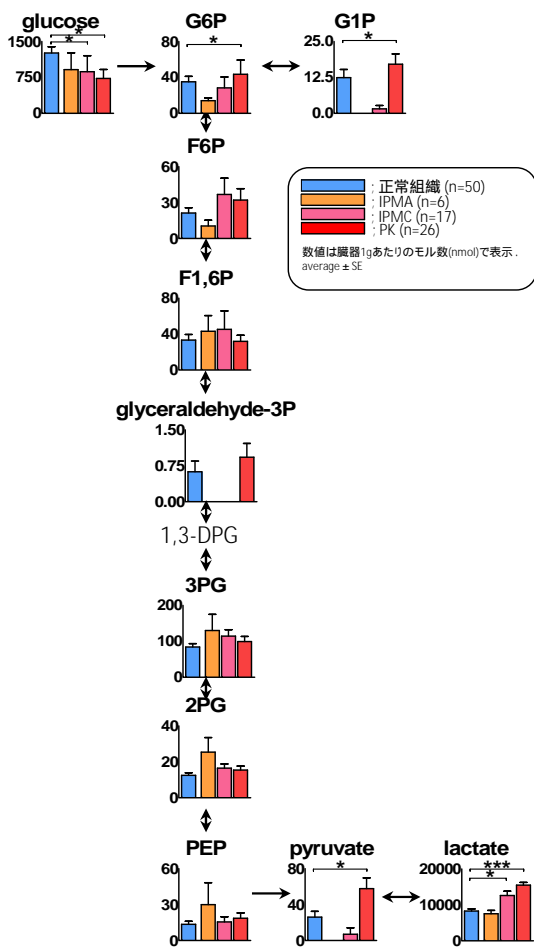 glucose
G6P
G1P
*
*
1500
750
0
*
80
40
0
*
25.0
12.5
0.0
F6P
60
30
0
; 正常組織 (n=50)
; IPMA (n=6)
; IPMC (n=17)
; PK (n=26)
数値は臓器1gあたりのモル数(nmol)で表示.
average ± SE
F1,6P
80
40
0
glyceraldehyde-3P
1.50
0.75
0.00
1,3-DPG
3PG
200
100
0
2PG
40
20
0
PEP
pyruvate
lactate
60
30
0
*
80
40
0
***
*
20000
10000
0